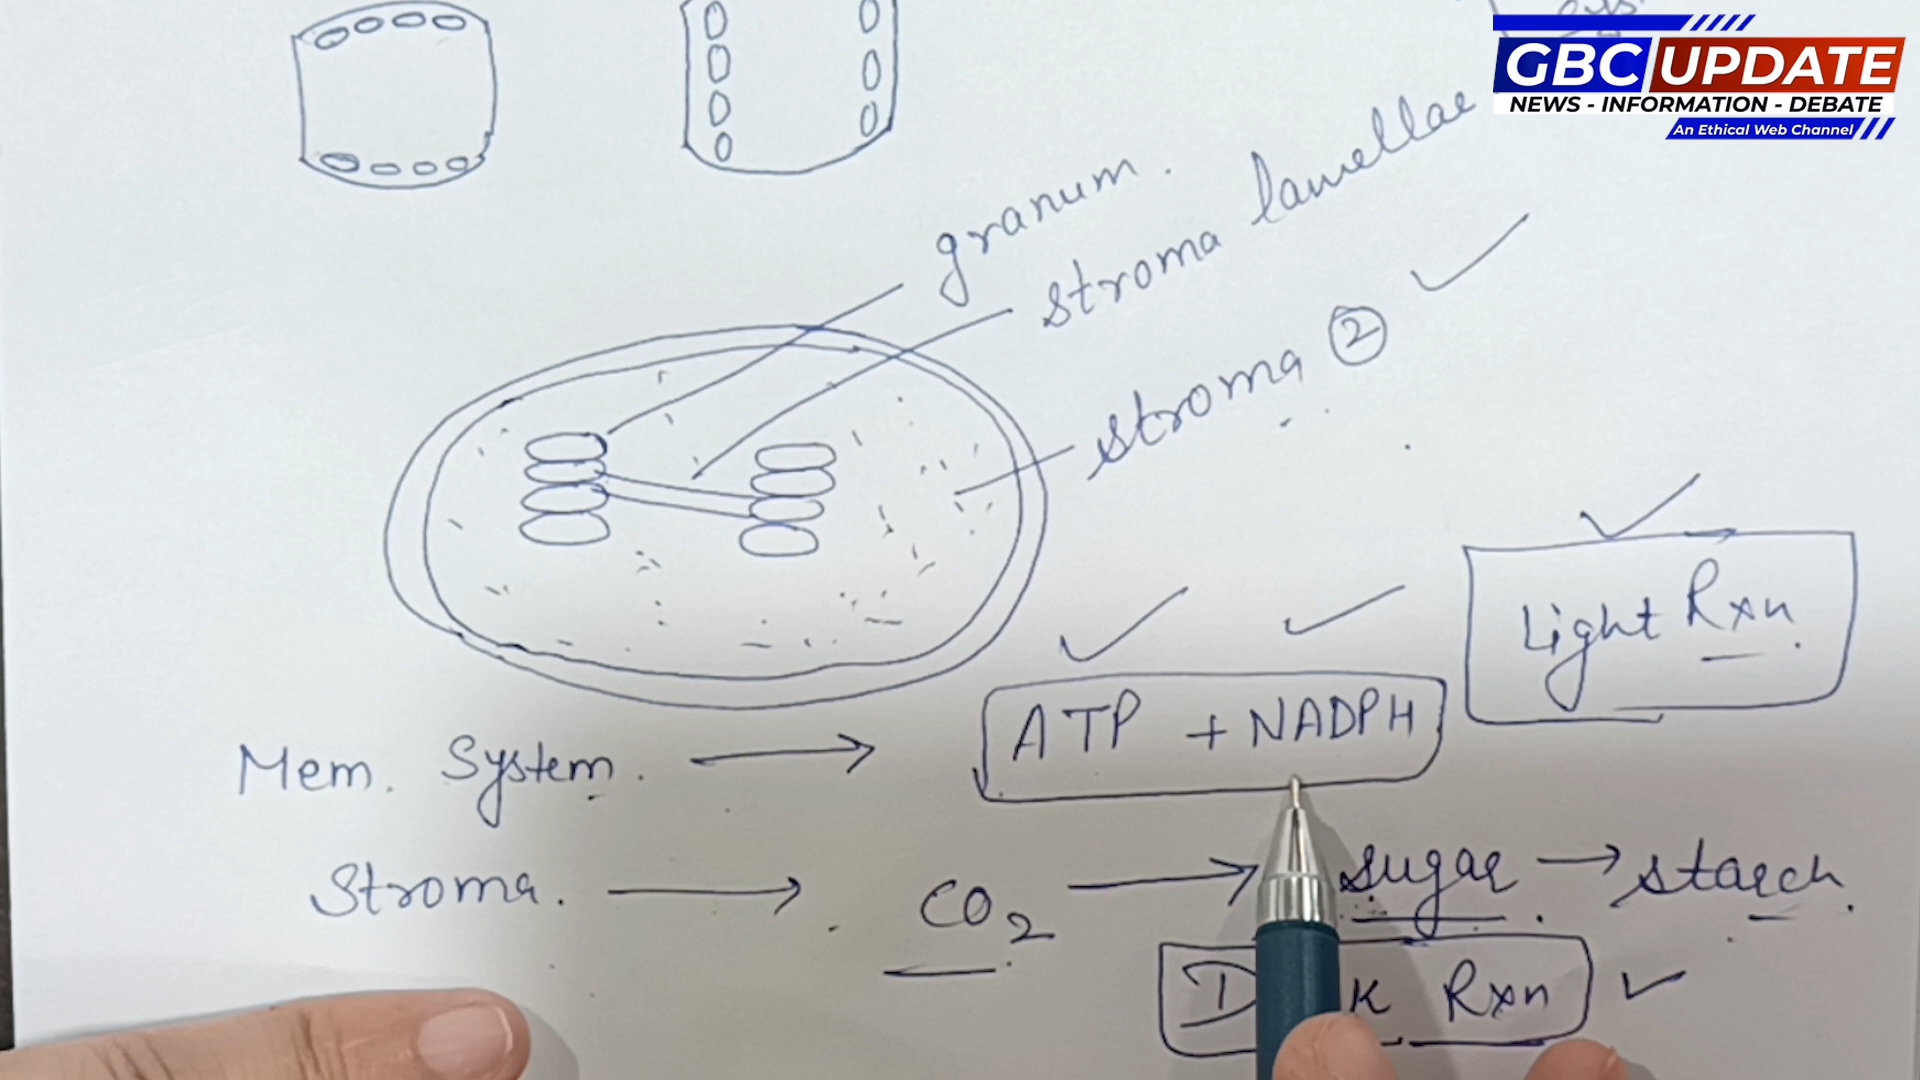 GBC UPDATE
NEWS - INFORMATION - DEBATE
An Ethical Web Channel
granum.
stroma lamellae
stroma 2
Light Rxn.
Mem. System. → ATP + NADPH
Stroma. → CO2 → sugar. → starch.
Rxn